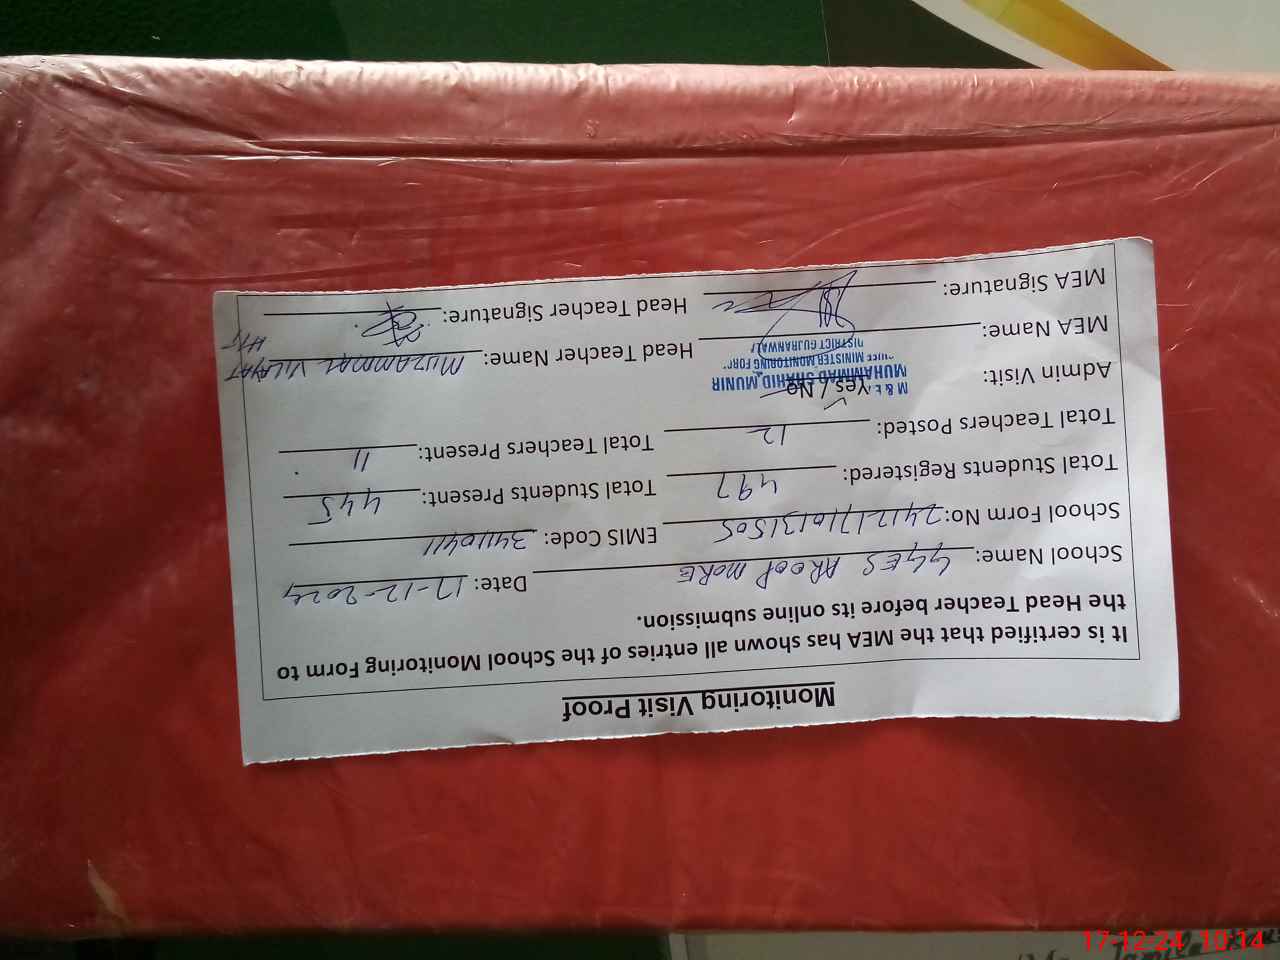 Monitoring Visit Proof
It is certified that the MEA has shown all entries of the School Monitoring Form to
the Head Teacher before its online submission.
School Name: GGES AROOP MORE Date: 17-12-2024
School Form No: 241217101131505 EMIS Code: 34110411
Total Students Registered: 497 Total Students Present: 445
Total Teachers Posted: 12 Total Teachers Present: 11
Admin Visit: Yes / No
M & E
MUHAMMAD SHAHID MUNIR
MINISTER MONITORING FORC
DISTRICT GUJRANWALA
MEA Name: Head Teacher Name: MUZAMMAL VILAYAT
H/T
MEA Signature: Head Teacher Signature:
17-12-24 10:14